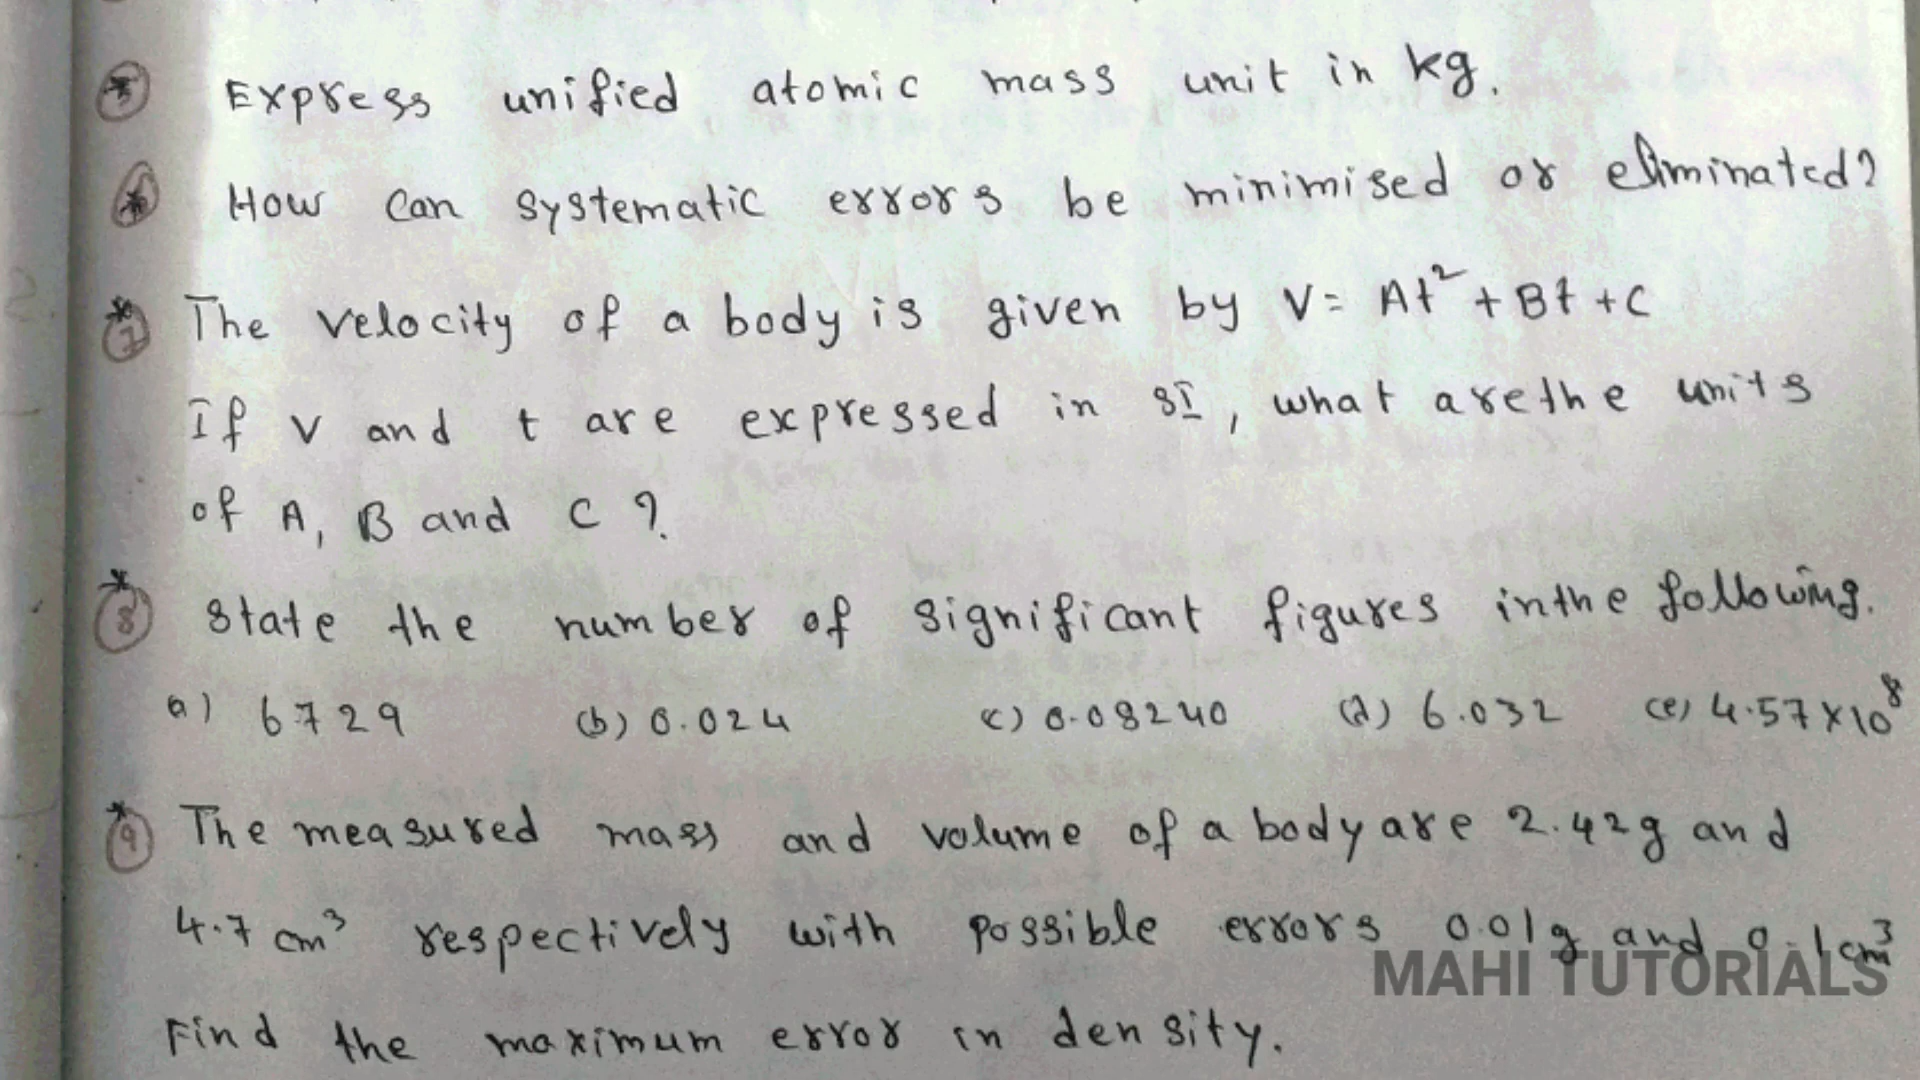 5 Express unified atomic mass unit in kg.
6 How can systematic errors be minimised or eliminated?
7 The velocity of a body is given by V = At² + Bt + C
If v and t are expressed in SI, what are the units
of A, B and C ?
8 State the number of significant figures in the following.
a) 6729 (b) 0.024 c) 0.08240 (d) 6.032 (e) 4.57 x 10⁸
9 The measured mass and volume of a body are 2.42g and
4.7 cm³ respectively with possible errors 0.01g and 0.1cm³
MAHI TUTORIALS
Find the maximum error in density.